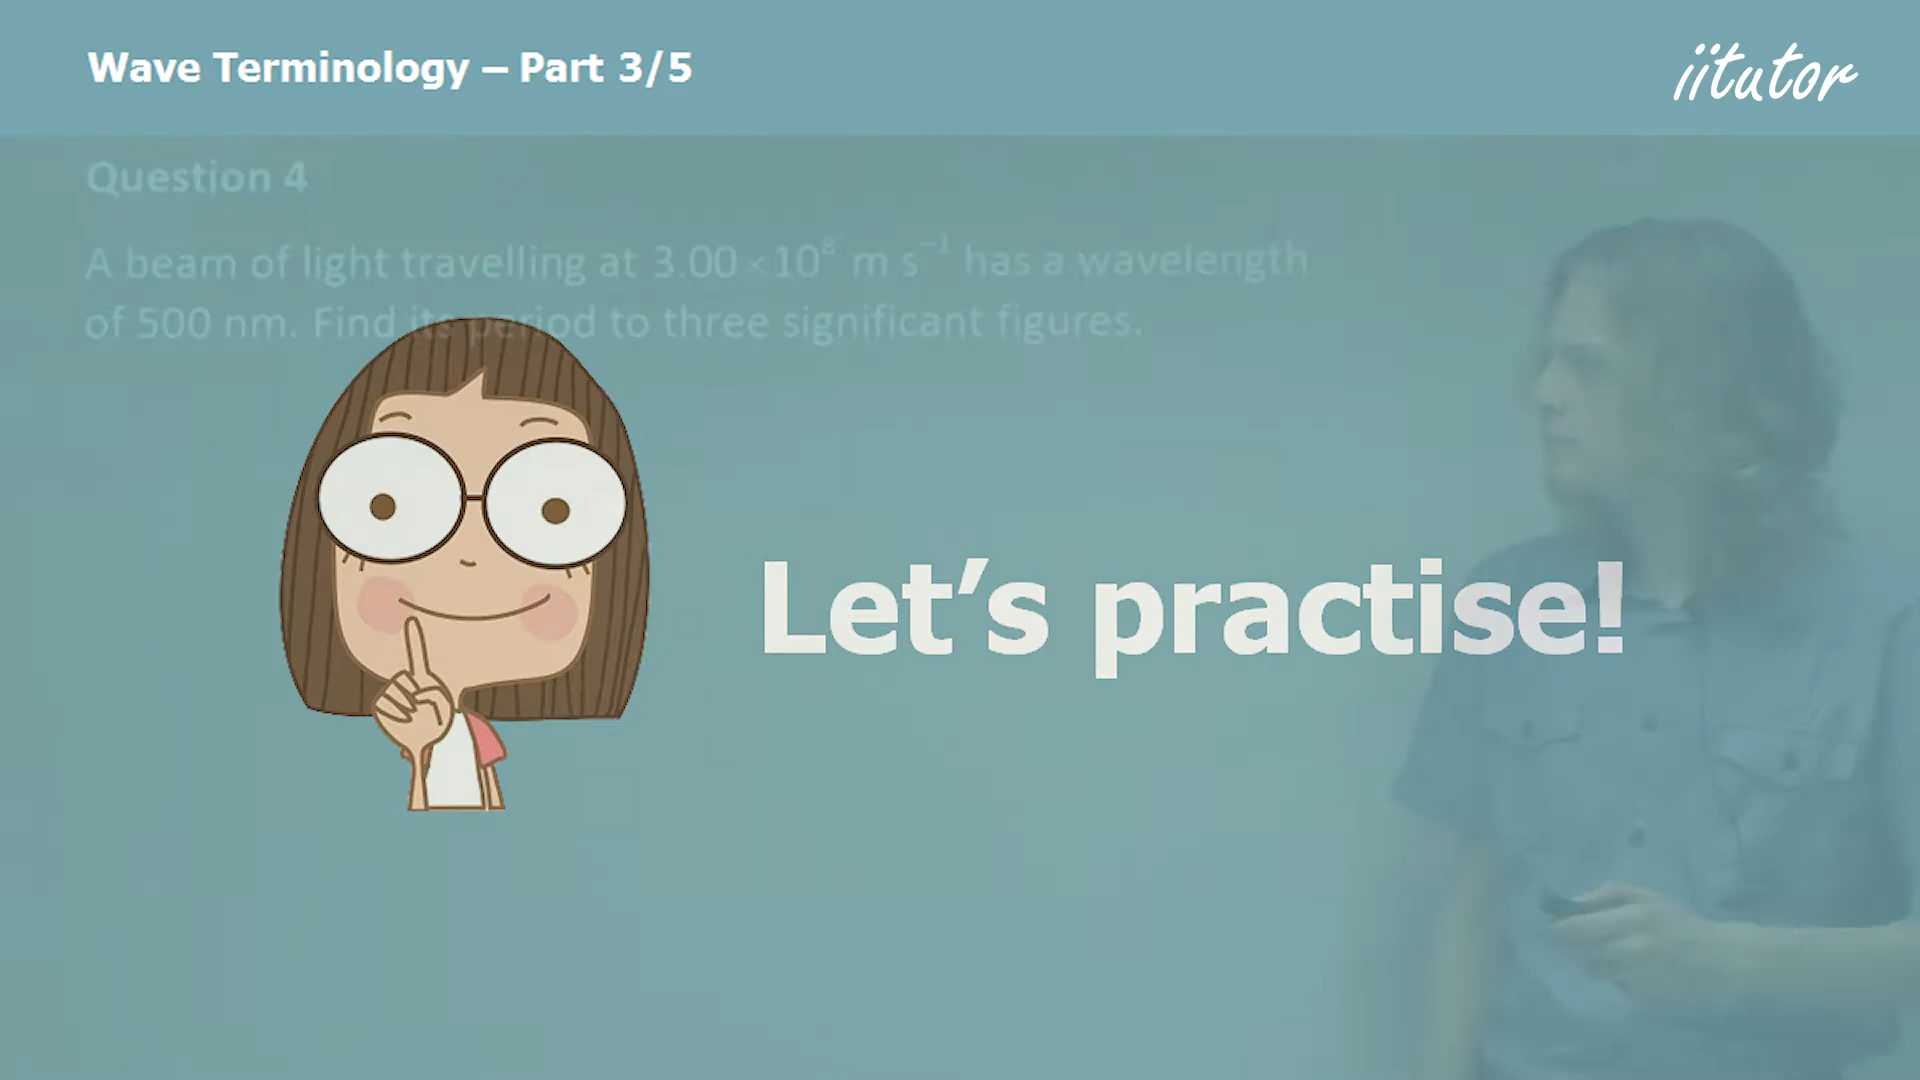 Wave Terminology – Part 3/5
iitutor
Question 4
A beam of light travelling at 3.00 ×10⁸ m s⁻¹ has a wavelength
of 500 nm. Find its period to three significant figures.
Let’s practise!